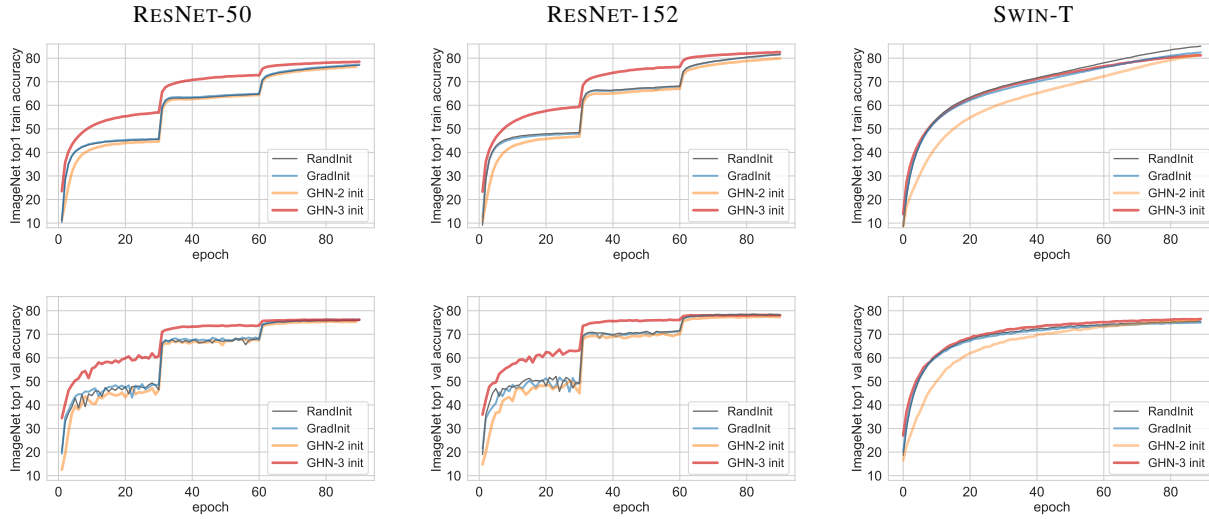 RESNET-50
RESNET-152
SWIN-T
ImageNet top1 train accuracy
80
70
60
50
40
30
20
10
0
20
40
60
80
epoch
RandInit
GradInit
GHN-2 init
GHN-3 init
ImageNet top1 train accuracy
80
70
60
50
40
30
20
10
0
20
40
60
80
epoch
RandInit
GradInit
GHN-2 init
GHN-3 init
ImageNet top1 train accuracy
80
70
60
50
40
30
20
10
0
20
40
60
80
epoch
RandInit
GradInit
GHN-2 init
GHN-3 init
ImageNet top1 val accuracy
80
70
60
50
40
30
20
10
0
20
40
60
80
epoch
RandInit
GradInit
GHN-2 init
GHN-3 init
ImageNet top1 val accuracy
80
70
60
50
40
30
20
10
0
20
40
60
80
epoch
RandInit
GradInit
GHN-2 init
GHN-3 init
ImageNet top1 val accuracy
80
70
60
50
40
30
20
10
0
20
40
60
80
epoch
RandInit
GradInit
GHN-2 init
GHN-3 init